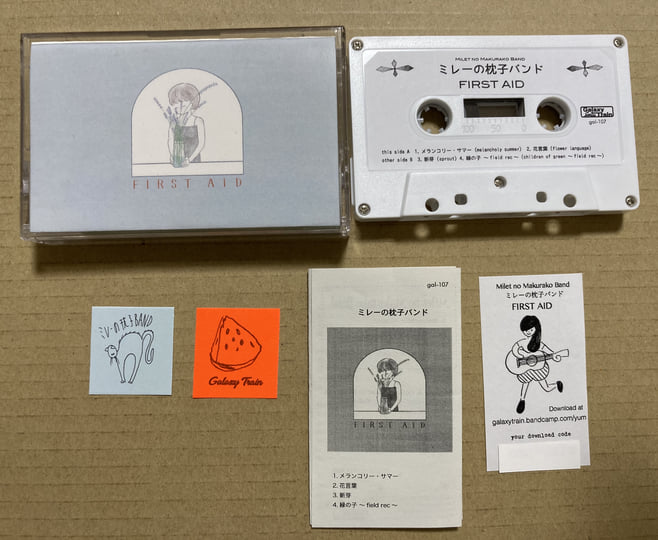 FIRST AID
MILET NO MAKURAKO BAND
ミレーの枕子バンド
FIRST AID
Galaxy
Train
gal-107
100 50 0
this side A 1. メランコリー・サマー (melancholy summer) 2. 花言葉 (flower language)
other side B 3. 新芽 (sprout) 4. 緑の子 〜 field rec 〜 (children of green 〜 field rec 〜)
ミレーの枕子BAND
Galaxy Train
gal-107
ミレーの枕子バンド
FIRST AID
1. メランコリー・サマー
2. 花言葉
3. 新芽
4. 緑の子 〜 field rec 〜
Milet no Makurako Band
ミレーの枕子バンド
FIRST AID
Download at
galaxytrain.bandcamp.com/yum
your download code